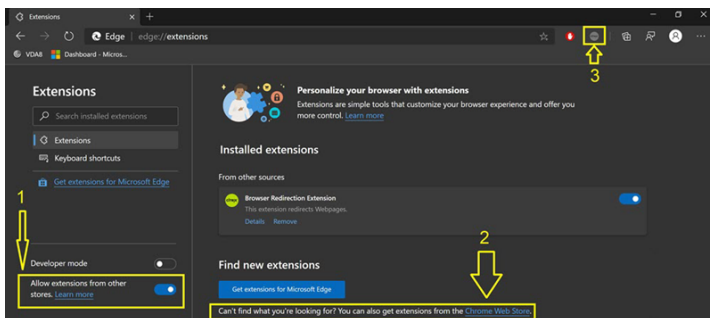 Extensions
Edge | edge://extensions
VDA8 Dashboard - Micros...
3
Extensions
Search installed extensions
Extensions
Keyboard shortcuts
Get extensions for Microsoft Edge
1
Developer mode
Allow extensions from other
stores. Learn more
Personalize your browser with extensions
Extensions are simple tools that customize your browser experience and offer you
more control. Learn more
Installed extensions
From other sources
Browser Redirection Extension
This extension redirects Webpages.
Details Remove
2
Find new extensions
Get extensions for Microsoft Edge
Can't find what you're looking for? You can also get extensions from the Chrome Web Store.